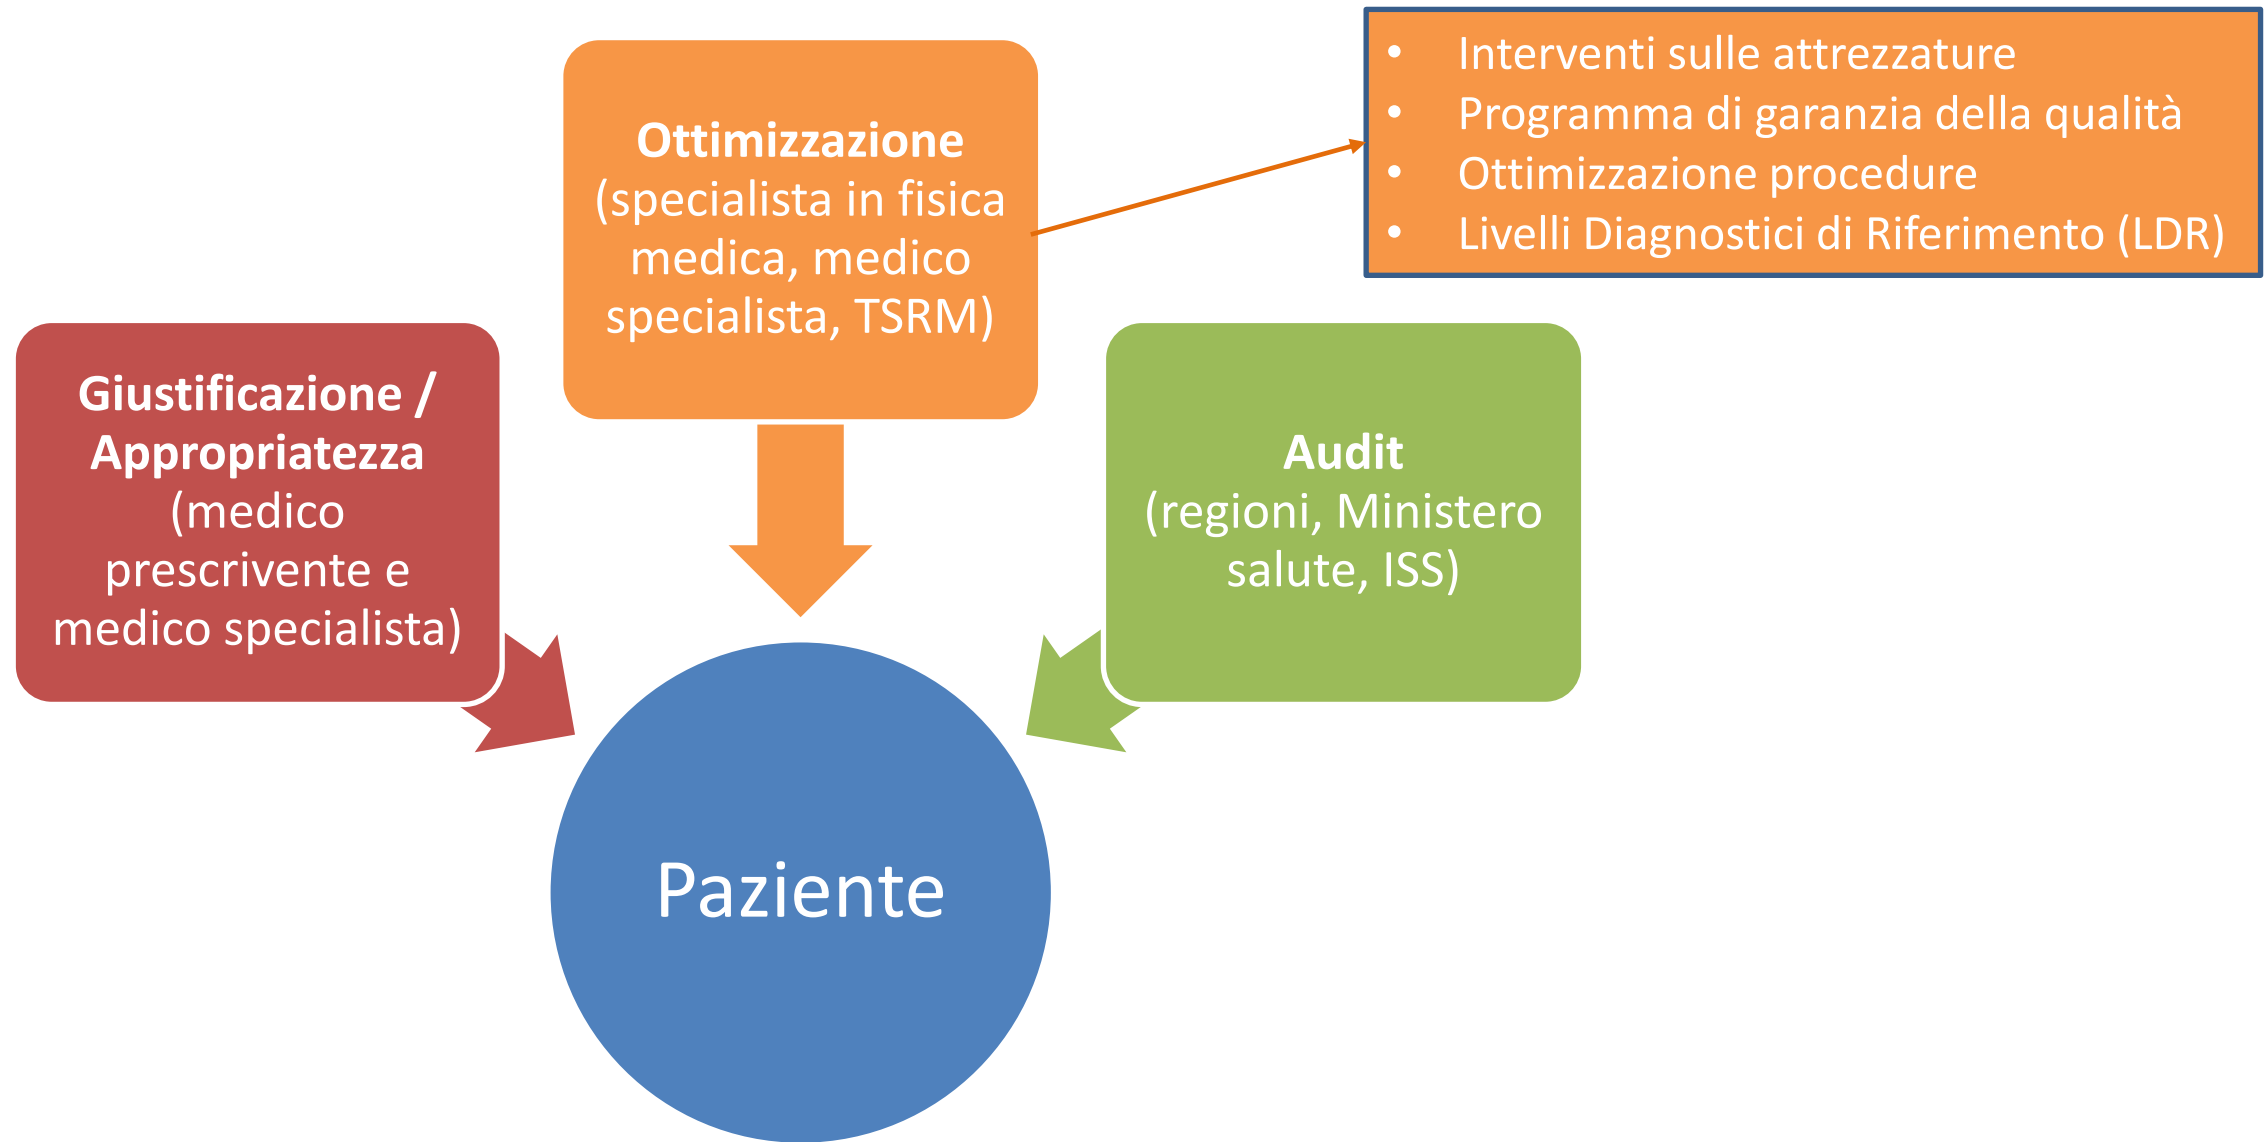 Giustificazione /
Appropriatezza
(medico
prescrivente e
medico specialista)
Ottimizzazione
(specialista in fisica
medica, medico
specialista, TSRM)
• Interventi sulle attrezzature
• Programma di garanzia della qualità
• Ottimizzazione procedure
• Livelli Diagnostici di Riferimento (LDR)
Audit
(regioni, Ministero
salute, ISS)
Paziente